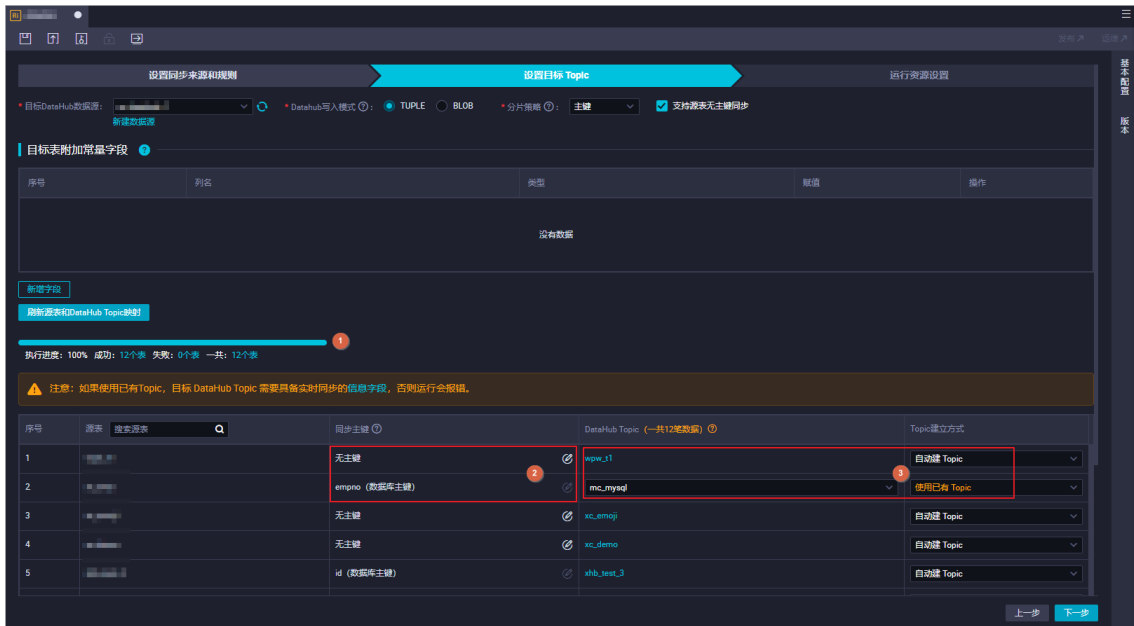 RI
发布 运维
设置同步来源和规则 设置目标 Topic 运行资源设置
基本配置
版本
* 目标DataHub数据源: * Datahub写入模式 ?: TUPLE BLOB * 分片策略 ?: 主键 支持源表无主键同步
新建数据源
目标表附加常量字段 ?
序号 列名 类型 赋值 操作
没有数据
新增字段
刷新源表和DataHub Topic映射
1
执行进度: 100% 成功: 12个表 失败: 0个表 一共: 12个表
注意：如果使用已有Topic，目标 DataHub Topic 需要具备实时同步的信息字段，否则运行会报错。
序号 源表 搜索源表 同步主键 ? DataHub Topic (一共12笔数据) ? Topic建立方式
1 无主键 wpw_t1 自动建 Topic
2 3
2 empno (数据库主键) mc_mysql 使用已有 Topic
3 无主键 xc_emoji 自动建 Topic
4 无主键 xc_demo 自动建 Topic
5 id (数据库主键) xhb_test_3 自动建 Topic
上一步 下一步